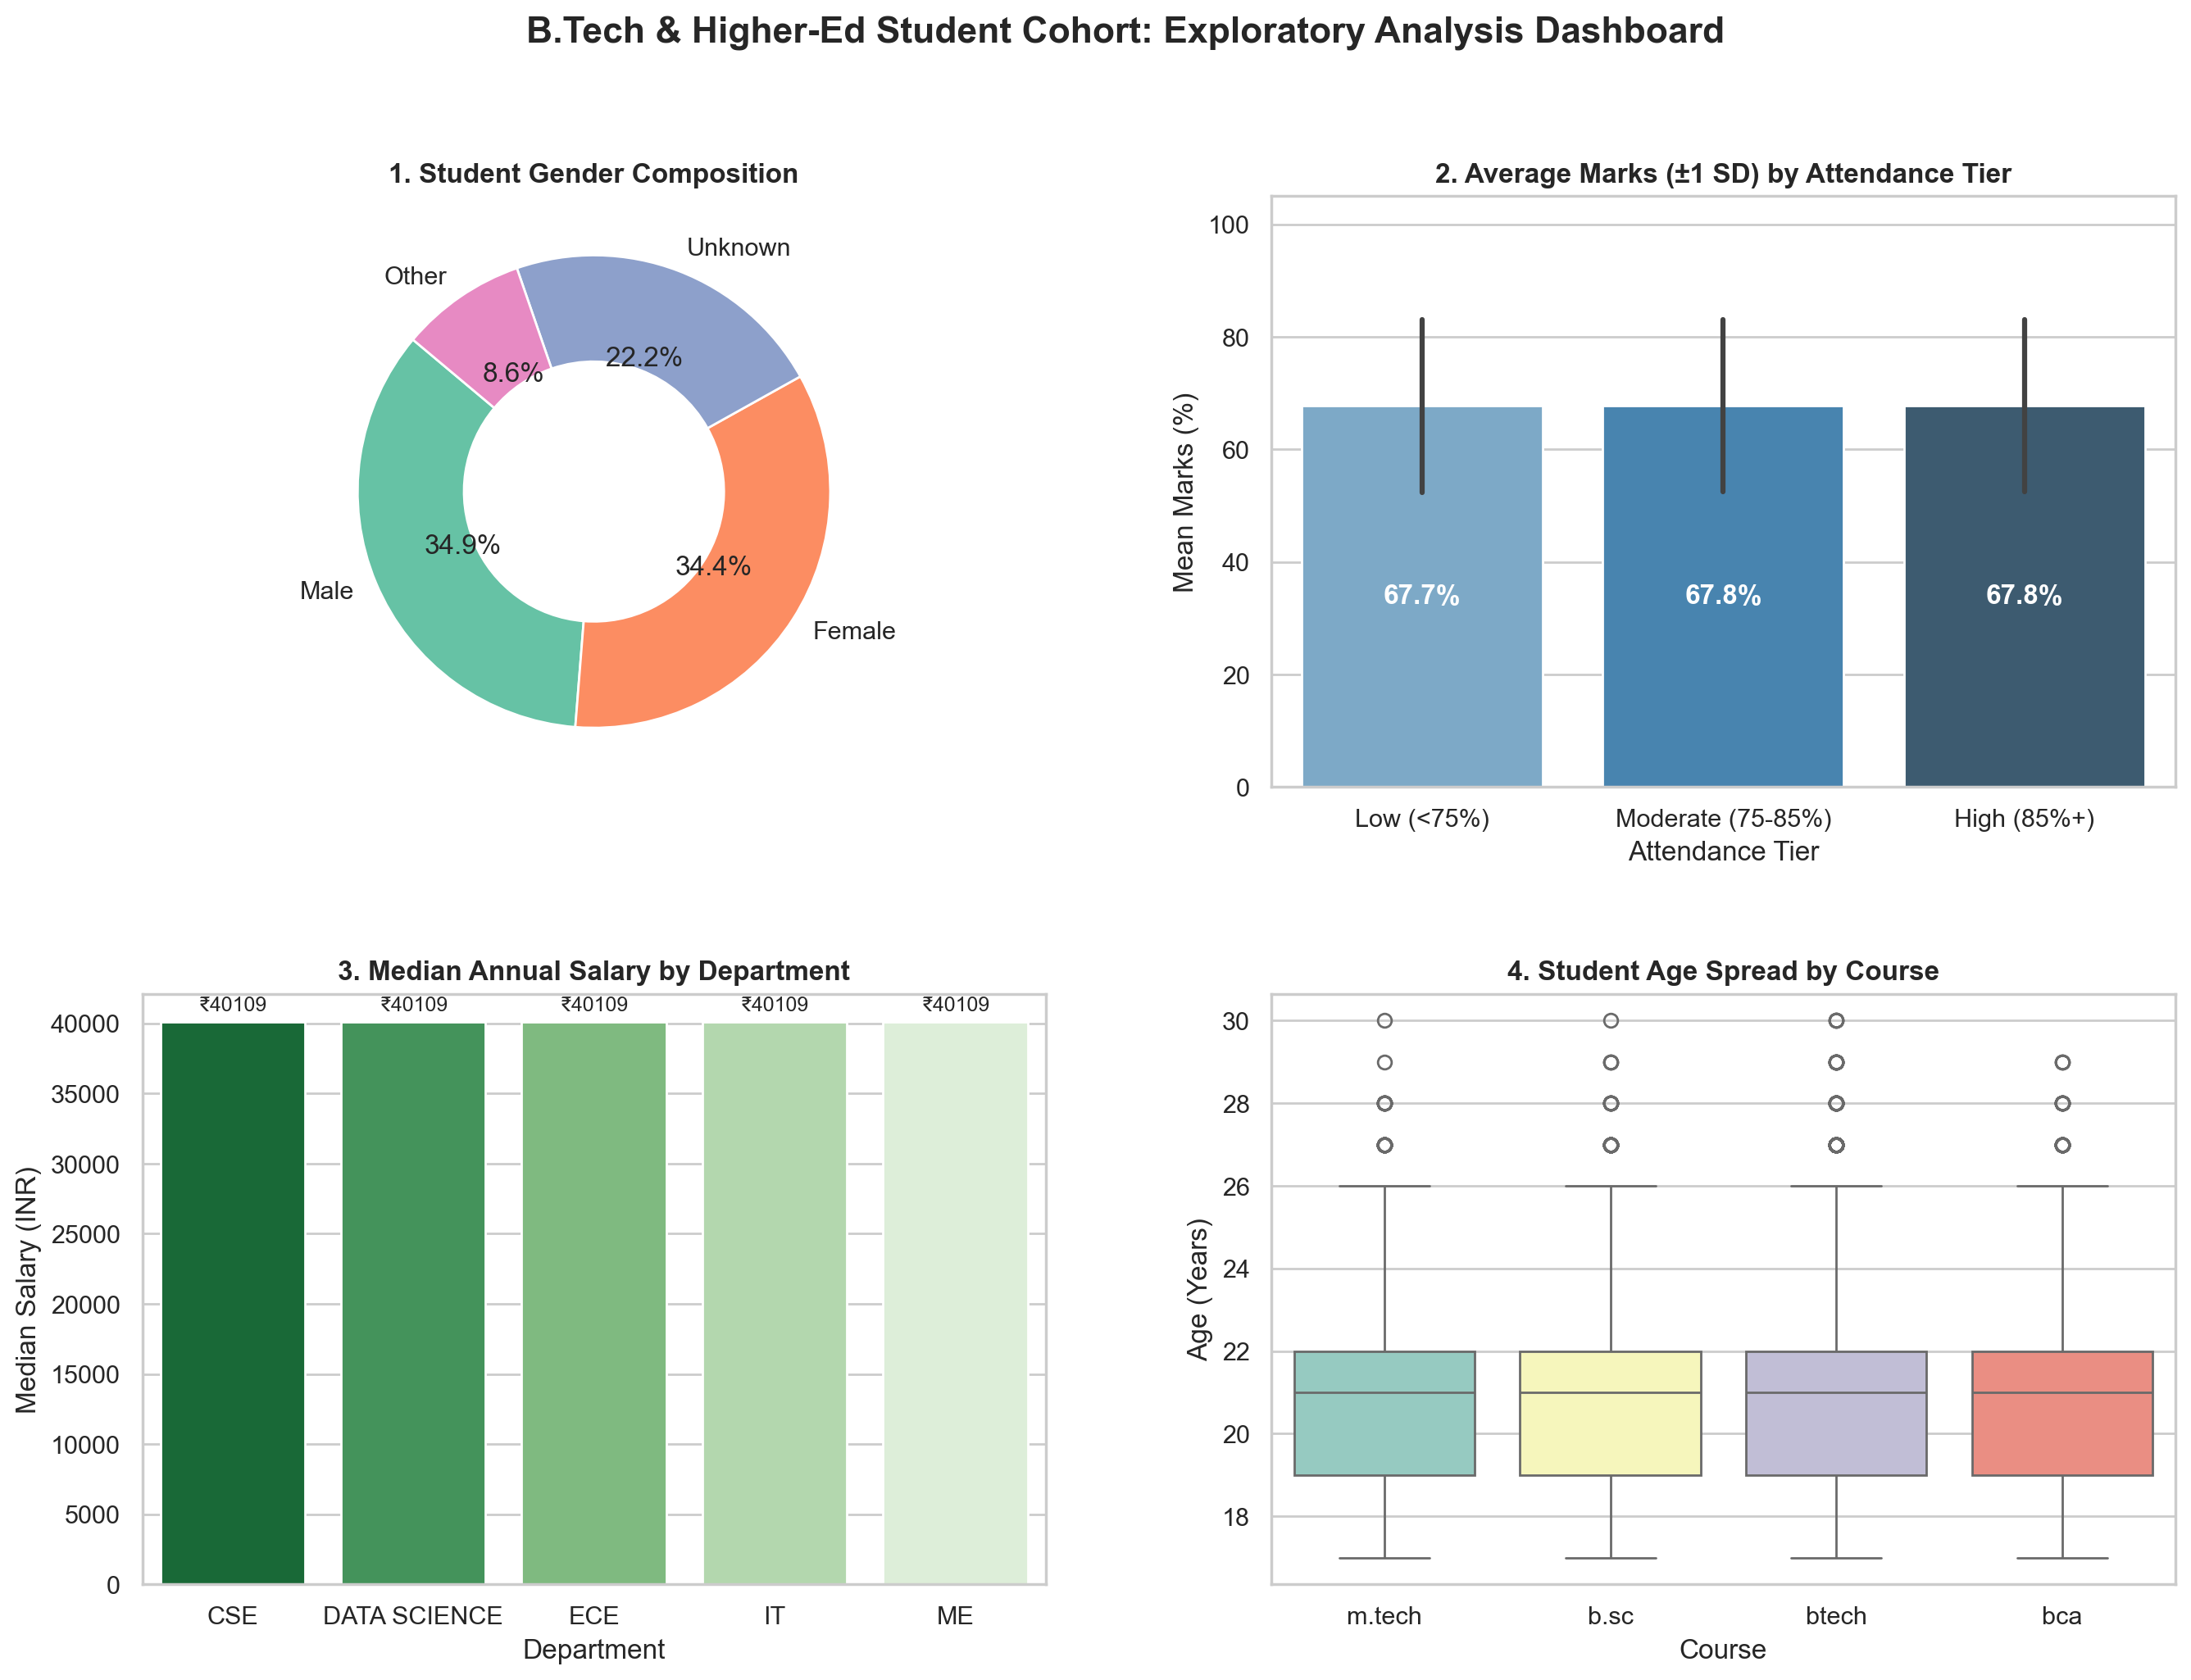 B.Tech & Higher-Ed Student Cohort: Exploratory Analysis Dashboard
1. Student Gender Composition
Unknown
Other
22.2%
8.6%
34.9%
34.4%
Male
Female
2. Average Marks (±1 SD) by Attendance Tier
Mean Marks (%)
100
80
60
40
20
0
67.7%
67.8%
67.8%
Low (<75%)
Moderate (75-85%)
High (85%+)
Attendance Tier
3. Median Annual Salary by Department
Median Salary (INR)
₹40109
₹40109
₹40109
₹40109
₹40109
40000
35000
30000
25000
20000
15000
10000
5000
0
CSE
DATA SCIENCE
ECE
IT
ME
Department
4. Student Age Spread by Course
Age (Years)
30
28
26
24
22
20
18
m.tech
b.sc
btech
bca
Course